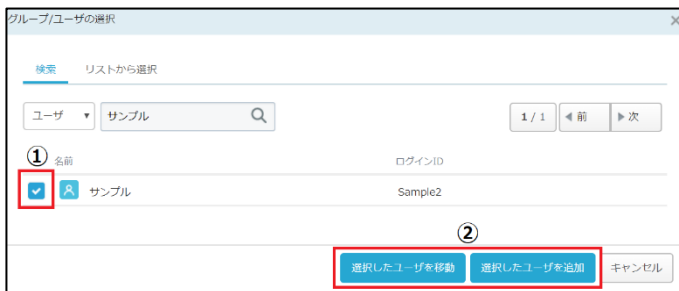 グループ/ユーザの選択 ×
検索 リストから選択
ユーザ ▼ サンプル 1 / 1 ◀前 ▶次
① 名前 ログインID
サンプル Sample2
②
選択したユーザを移動 選択したユーザを追加 キャンセル